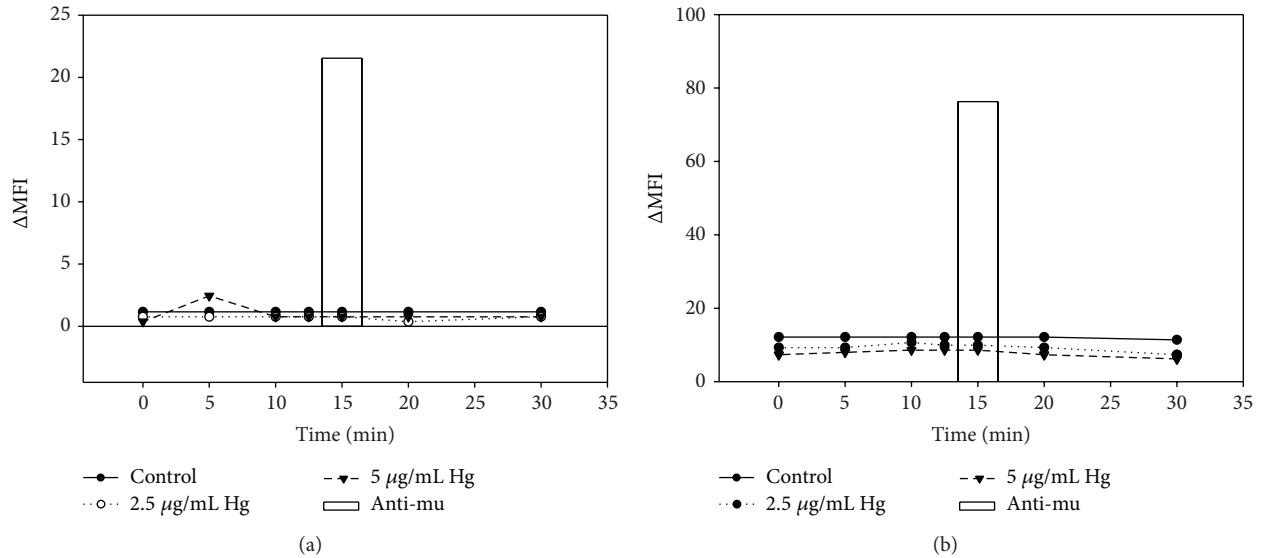 25
20
15
10
5
0
ΔMFI
0 5 10 15 20 25 30 35
Time (min)
Control
2.5 μg/mL Hg
5 μg/mL Hg
Anti-mu
(a)
100
80
60
40
20
0
ΔMFI
0 5 10 15 20 25 30 35
Time (min)
Control
2.5 μg/mL Hg
5 μg/mL Hg
Anti-mu
(b)